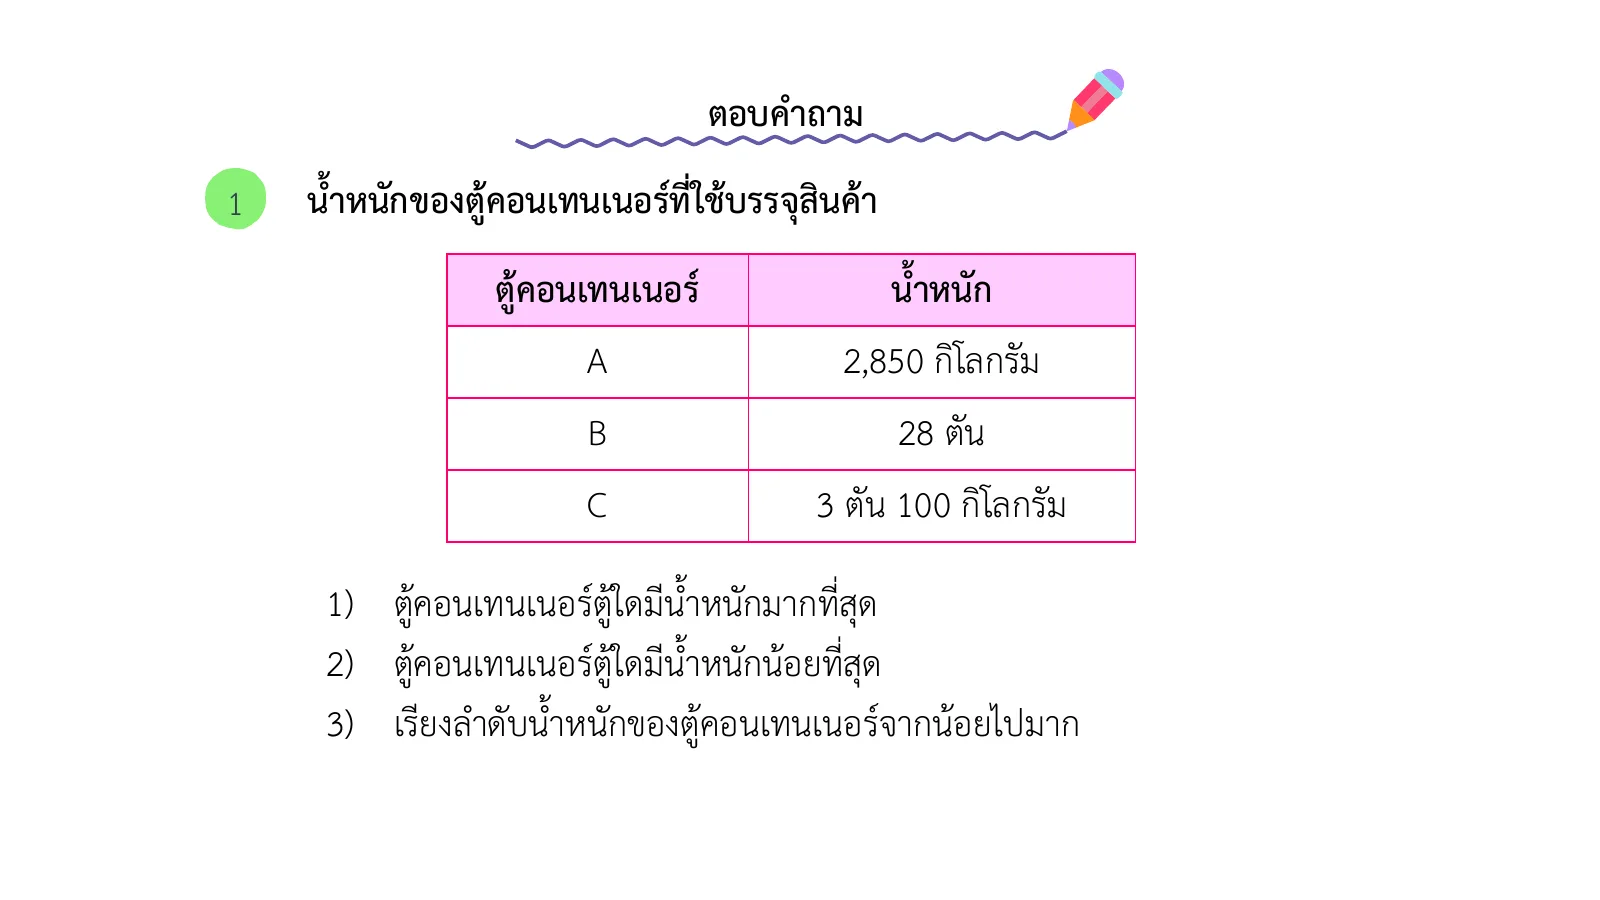 ตอบคำถาม
1 น้ำหนักของตู้คอนเทนเนอร์ที่ใช้บรรจุสินค้า
ตู้คอนเทนเนอร์ น้ำหนัก
A 2,850 กิโลกรัม
B 28 ตัน
C 3 ตัน 100 กิโลกรัม
1) ตู้คอนเทนเนอร์ตู้ใดมีน้ำหนักมากที่สุด
2) ตู้คอนเทนเนอร์ตู้ใดมีน้ำหนักน้อยที่สุด
3) เรียงลำดับน้ำหนักของตู้คอนเทนเนอร์จากน้อยไปมาก